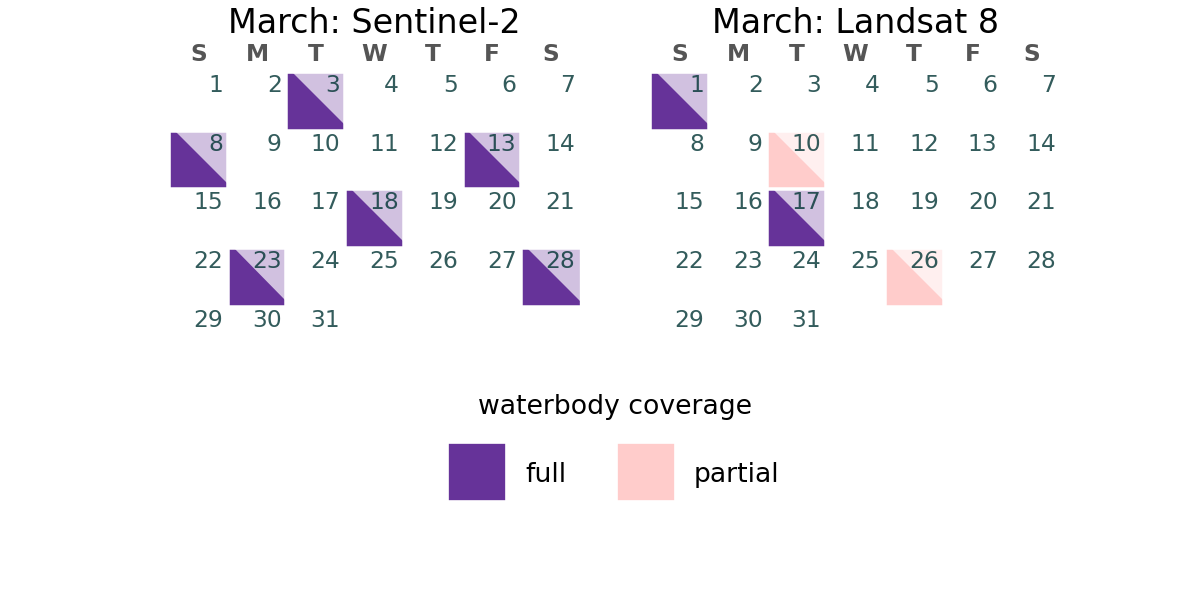 March: Sentinel-2
S M T W T F S
1 2 3 4 5 6 7
8 9 10 11 12 13 14
15 16 17 18 19 20 21
22 23 24 25 26 27 28
29 30 31
March: Landsat 8
S M T W T F S
1 2 3 4 5 6 7
8 9 10 11 12 13 14
15 16 17 18 19 20 21
22 23 24 25 26 27 28
29 30 31
waterbody coverage
full partial